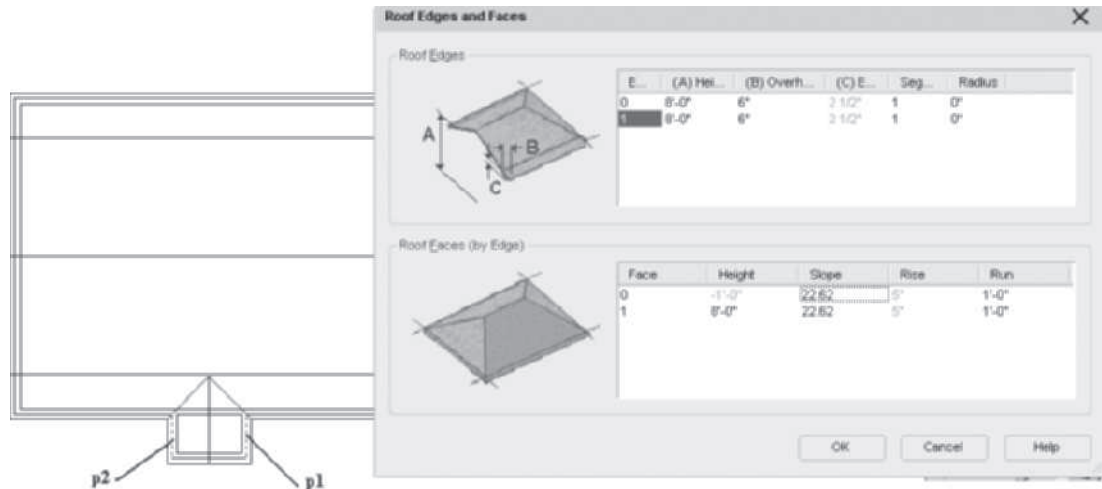 Roof Edges and Faces
Roof Edges
E... (A) Hei... (B) Overh... (C) E... Seg... Radius
0 8'-0" 6" 2 1/2" 1 0"
1 8'-0" 6" 2 1/2" 1 0"
A
B
C
Roof Faces (by Edge)
Face Height Slope Rise Run
0 -1'-0" 22.62 5" 1'-0"
1 8'-0" 22.62 5" 1'-0"
OK Cancel Help
p2
p1